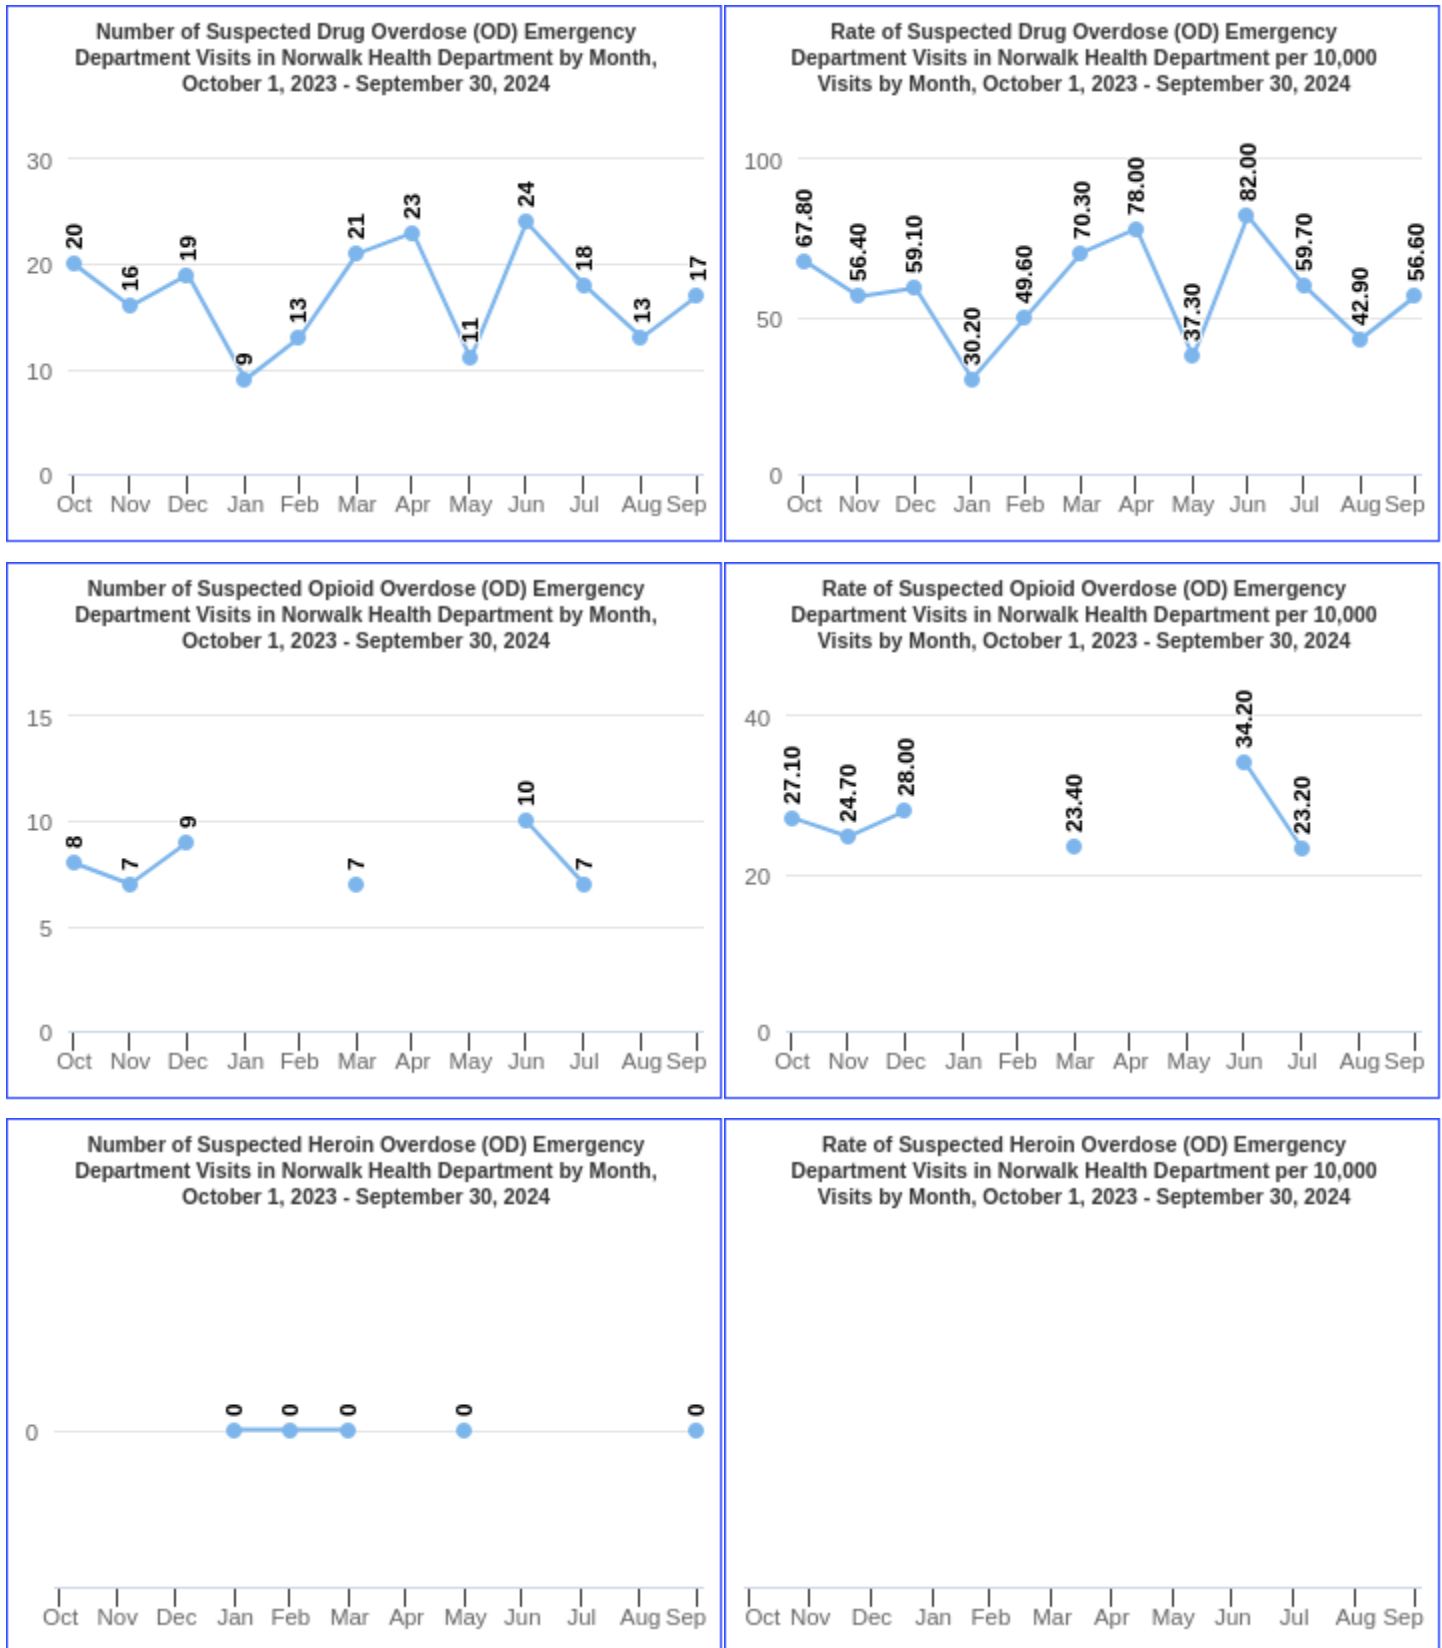 Number of Suspected Drug Overdose (OD) Emergency
Department Visits in Norwalk Health Department by Month,
October 1, 2023 - September 30, 2024
30
20
10
0
20
16
19
9
13
21
23
11
24
18
13
17
Oct Nov Dec Jan Feb Mar Apr May Jun Jul Aug Sep
Rate of Suspected Drug Overdose (OD) Emergency
Department Visits in Norwalk Health Department per 10,000
Visits by Month, October 1, 2023 - September 30, 2024
100
50
0
67.80
56.40
59.10
30.20
49.60
70.30
78.00
37.30
82.00
59.70
42.90
56.60
Oct Nov Dec Jan Feb Mar Apr May Jun Jul Aug Sep
Number of Suspected Opioid Overdose (OD) Emergency
Department Visits in Norwalk Health Department by Month,
October 1, 2023 - September 30, 2024
15
10
5
0
8
7
9
7
10
7
Oct Nov Dec Jan Feb Mar Apr May Jun Jul Aug Sep
Rate of Suspected Opioid Overdose (OD) Emergency
Department Visits in Norwalk Health Department per 10,000
Visits by Month, October 1, 2023 - September 30, 2024
40
20
0
27.10
24.70
28.00
23.40
34.20
23.20
Oct Nov Dec Jan Feb Mar Apr May Jun Jul Aug Sep
Number of Suspected Heroin Overdose (OD) Emergency
Department Visits in Norwalk Health Department by Month,
October 1, 2023 - September 30, 2024
0
0
0
0
0
0
Oct Nov Dec Jan Feb Mar Apr May Jun Jul Aug Sep
Rate of Suspected Heroin Overdose (OD) Emergency
Department Visits in Norwalk Health Department per 10,000
Visits by Month, October 1, 2023 - September 30, 2024
Oct Nov Dec Jan Feb Mar Apr May Jun Jul Aug Sep